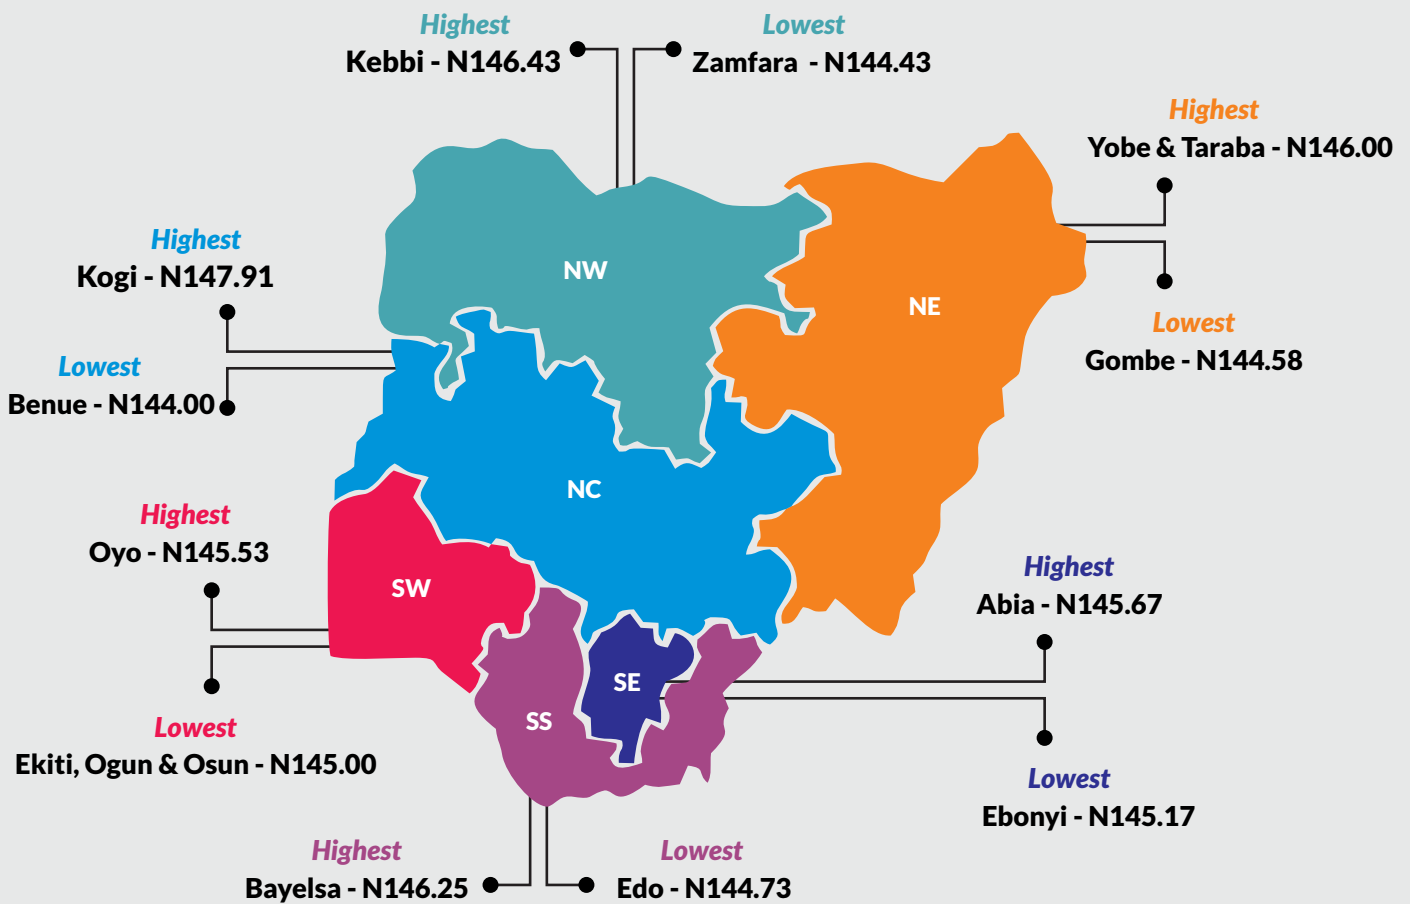 Highest
Kebbi - N146.43
Lowest
Zamfara - N144.43
Highest
Yobe & Taraba - N146.00
Lowest
Gombe - N144.58
Highest
Kogi - N147.91
Lowest
Benue - N144.00
NW
NE
NC
Highest
Oyo - N145.53
Lowest
Ekiti, Ogun & Osun - N145.00
SW
SS
SE
Highest
Abia - N145.67
Lowest
Ebonyi - N145.17
Highest
Bayelsa - N146.25
Lowest
Edo - N144.73